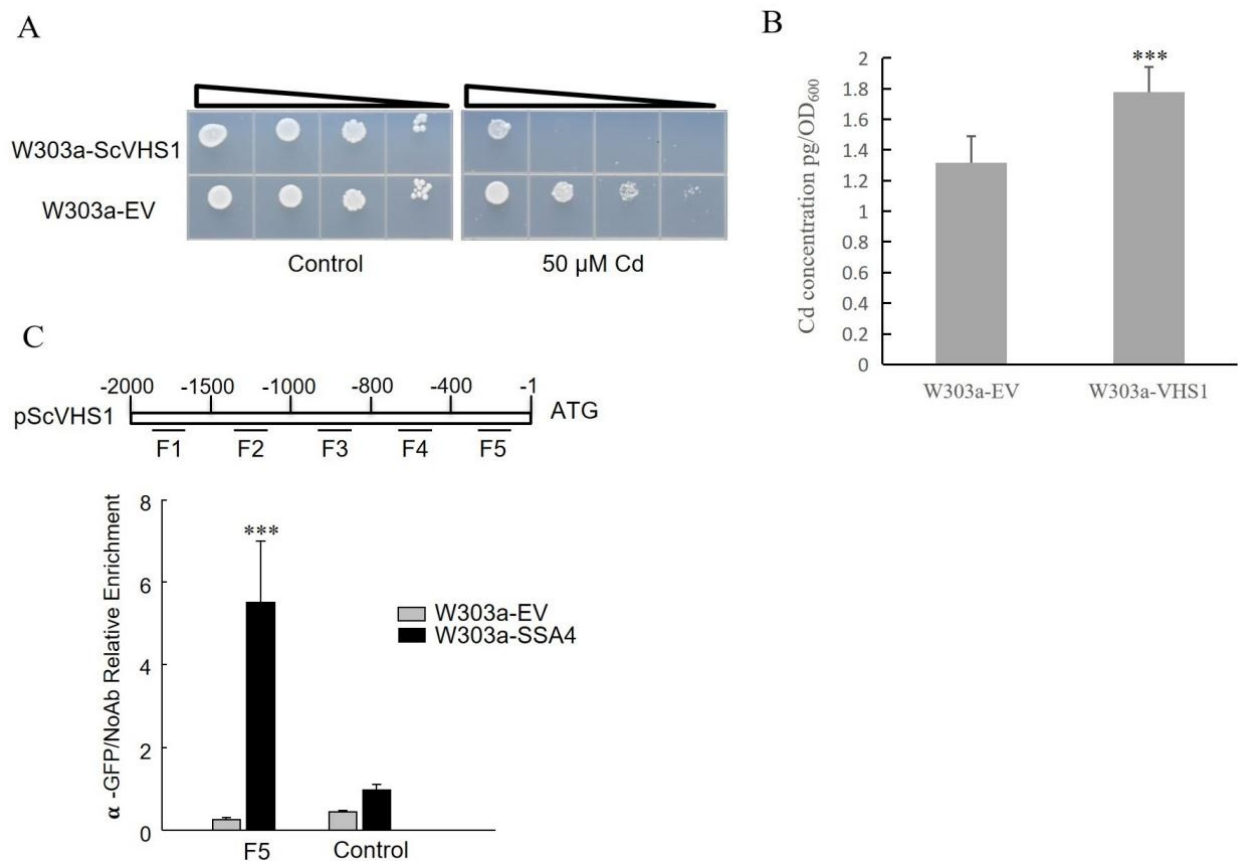 A
W303a-ScVHS1
W303a-EV
Control
50 μM Cd
B
Cd concentration pg/OD600
2
1.8
1.6
1.4
1.2
1
0.8
0.6
0.4
0.2
0
***
W303a-EV
W303a-VHS1
C
-2000 -1500 -1000 -800 -400 -1
pScVHS1
ATG
F1 F2 F3 F4 F5
α -GFP/NoAb Relative Enrichment
8
6
4
2
0
***
W303a-EV
W303a-SSA4
F5
Control